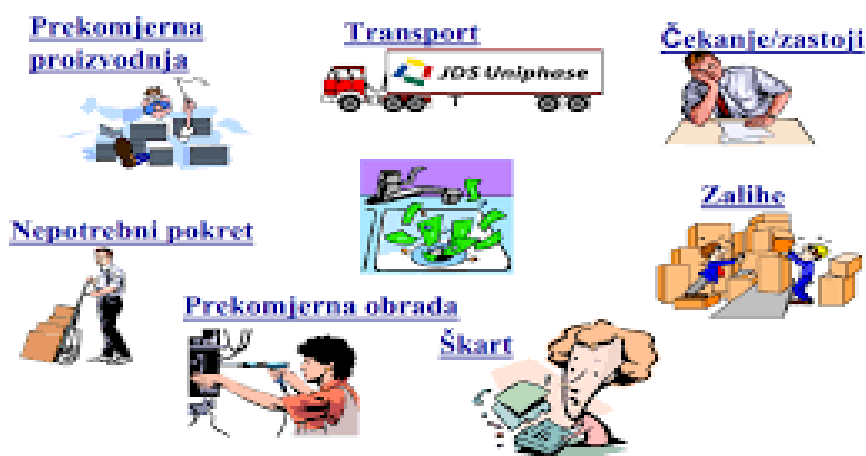 Prekomjerna
proizvodnja
Transport
Čekanje/zastoji
JDS Uniphase
Zalihe
Nepotrebni pokret
Prekomjerna obrada
Škart